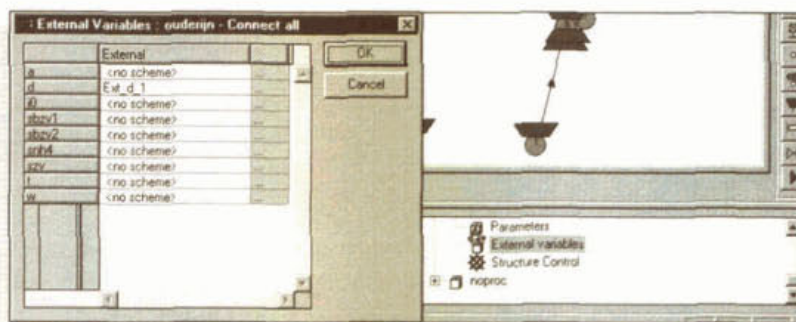 : External Variables : ouderijn - Connect all
External
a <no scheme> ...
d Ext_d_1 ...
i0 <no scheme> ...
sbzv1 <no scheme> ...
sbzv2 <no scheme> ...
snh4 <no scheme> ...
szv <no scheme> ...
t <no scheme> ...
w <no scheme> ...
OK
Cancel
Parameters
External variables
Structure Control
noproc